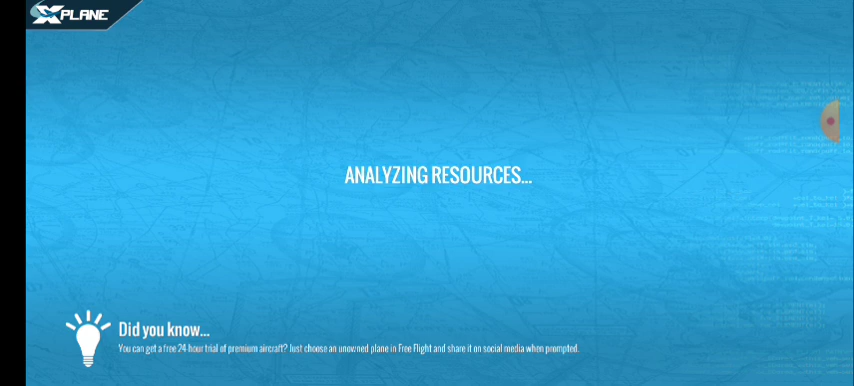 X PLANE
ANALYZING RESOURCES...
Did you know...
You can get a free 24 hour trial of premium aircraft? Just choose an unowned plane in Free Flight and share it on social media when prompted.